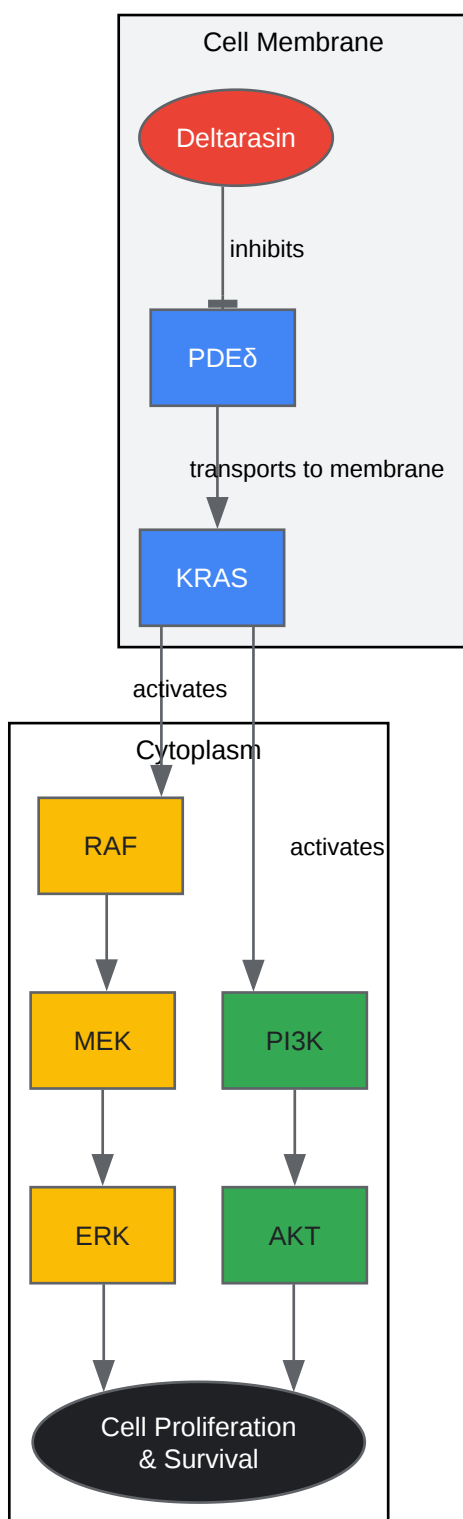 Cell Membrane
Deltarasin
inhibits
PDEδ
transports to membrane
KRAS
activates
Cytoplasm
RAF
activates
MEK
PI3K
ERK
AKT
Cell Proliferation
& Survival